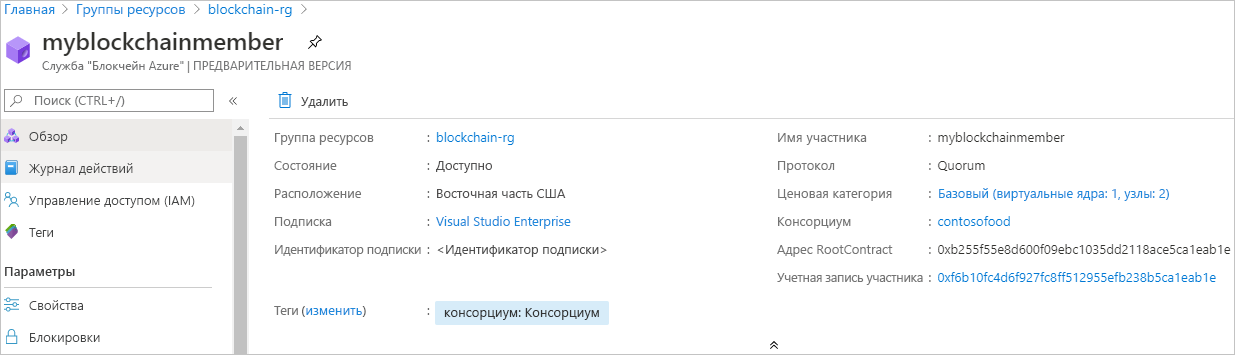 Главная > Группы ресурсов > blockchain-rg >
myblockchainmember
Служба "Блокчейн Azure" | ПРЕДВАРИТЕЛЬНАЯ ВЕРСИЯ
Поиск (CTRL+/)
«
Удалить
Обзор
Журнал действий
Управление доступом (IAM)
Теги
Параметры
Свойства
Блокировки
Группа ресурсов : blockchain-rg
Состояние : Доступно
Расположение : Восточная часть США
Подписка : Visual Studio Enterprise
Идентификатор подписки : <Идентификатор подписки>
Теги (изменить) : консорциум: Консорциум
Имя участника : myblockchainmember
Протокол : Quorum
Ценовая категория : Базовый (виртуальные ядра: 1, узлы: 2)
Консорциум : contosofood
Адрес RootContract : 0xb255f55e8d600f09ebc1035dd2118ace5ca1eab1e
Учетная запись участника : 0xf6b10fc4d6f927fc8ff512955efb238b5ca1eab1e